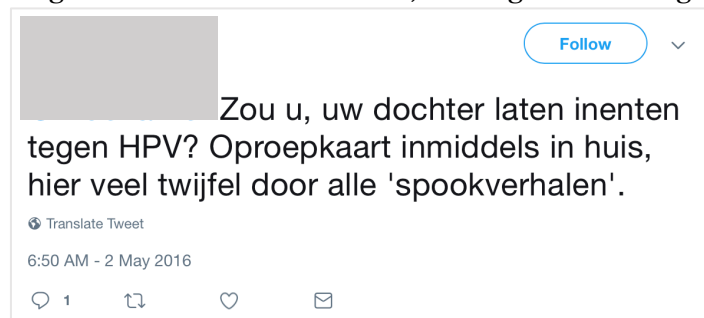 Follow
Zou u, uw dochter laten inenten
tegen HPV? Oproepkaart inmiddels in huis,
hier veel twijfel door alle 'spookverhalen'.
Translate Tweet
6:50 AM - 2 May 2016
1